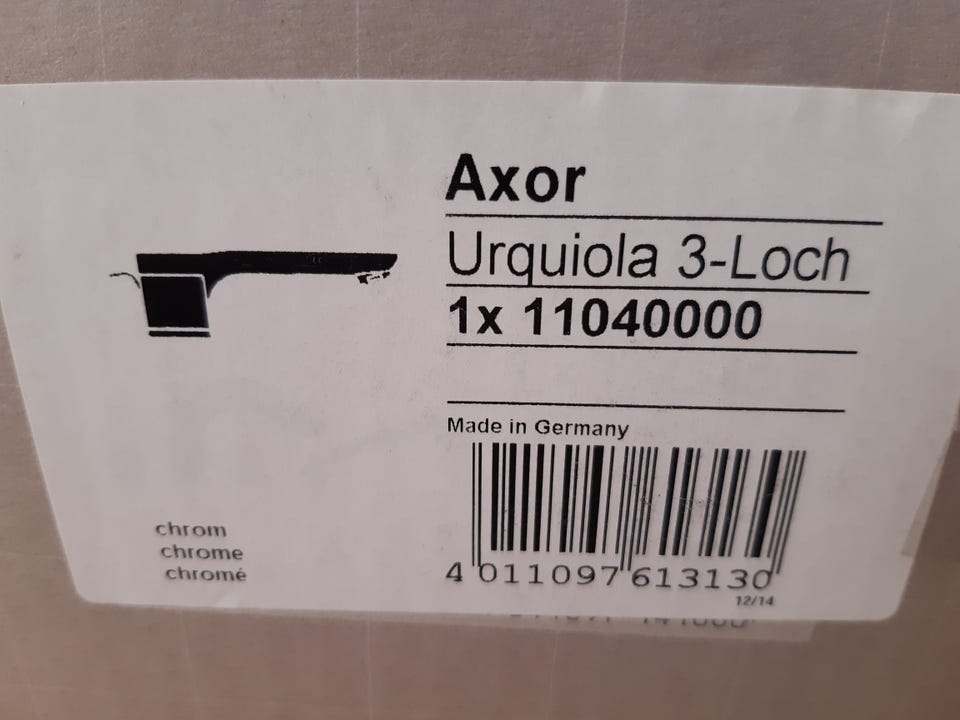 Axor
Urquiola 3-Loch
1x 11040000
Made in Germany
chrom
chrome
chromé
4 011097 613130
12/14